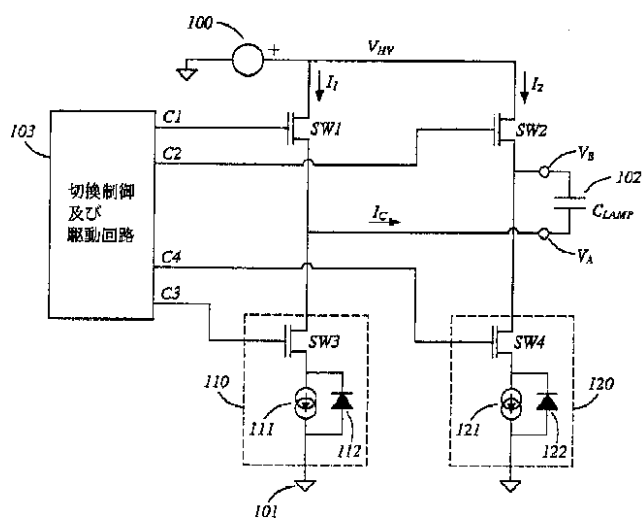 100
+
V_HV
I_1
I_2
103
C1
SW1
SW2
C2
V_B
102
切換制御
及び
駆動回路
C_LAMP
I_C
V_A
C4
C3
SW3
SW4
110
120
111
112
121
122
101